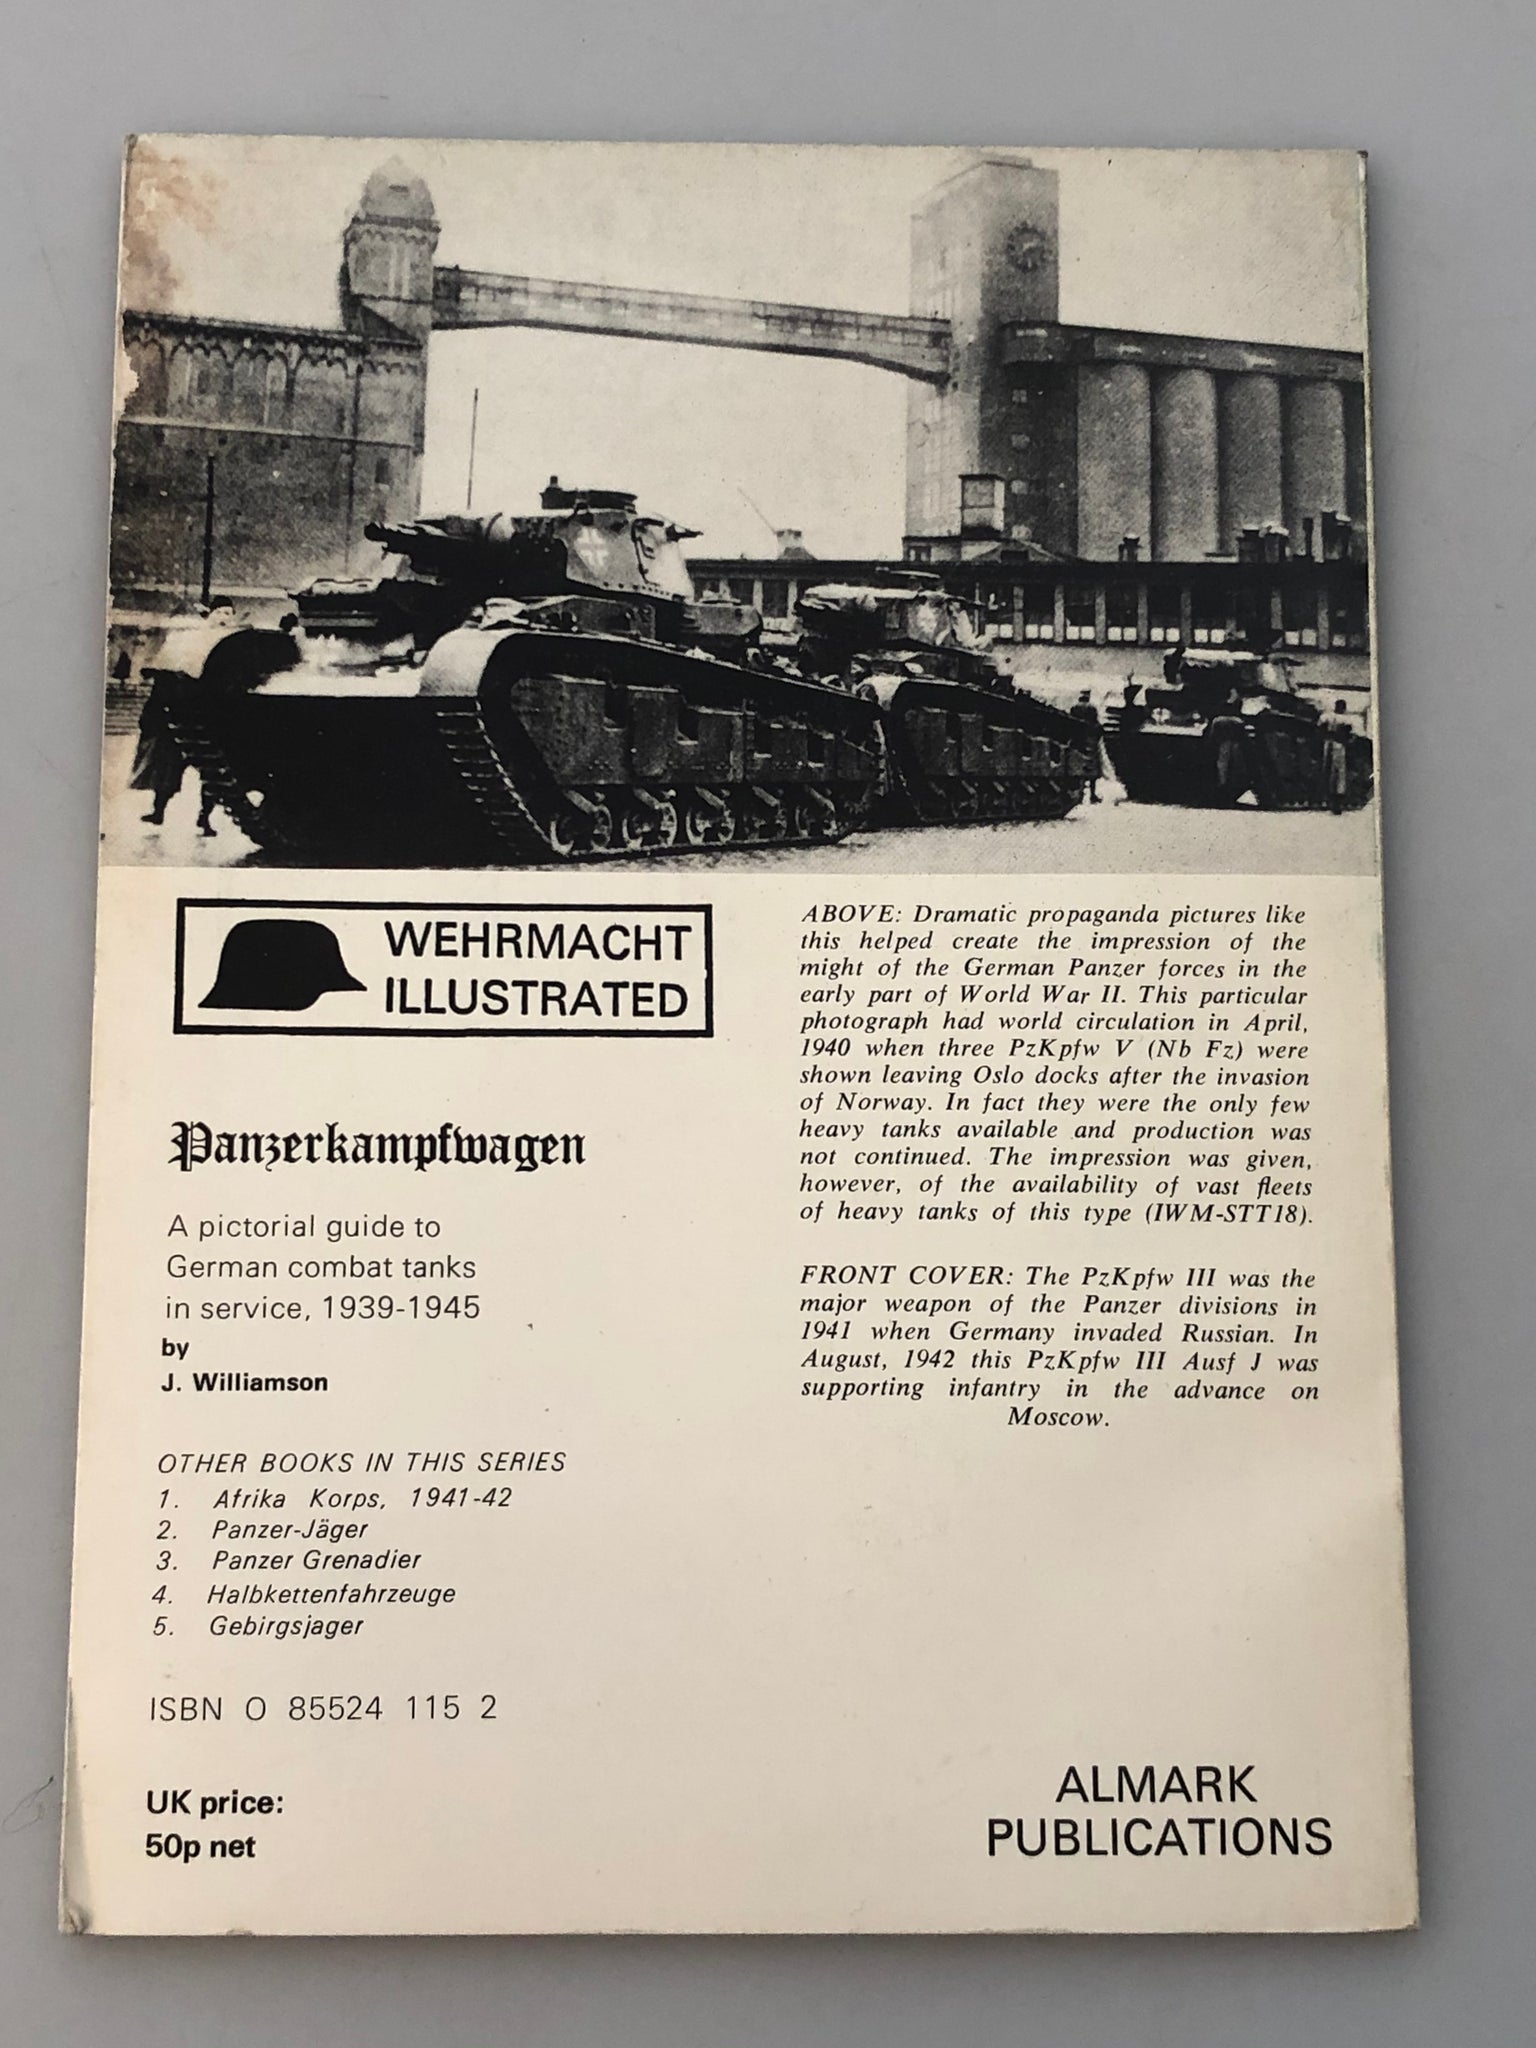 WEHRMACHT
ILLUSTRATED
Panzerkampfwagen
A pictorial guide to
German combat tanks
in service, 1939-1945
by
J. Williamson
OTHER BOOKS IN THIS SERIES
1. Afrika Korps, 1941-42
2. Panzer-Jäger
3. Panzer Grenadier
4. Halbkettenfahrzeuge
5. Gebirgsjager
ISBN O 85524 115 2
UK price:
50p net
ABOVE: Dramatic propaganda pictures like
this helped create the impression of the
might of the German Panzer forces in the
early part of World War II. This particular
photograph had world circulation in April,
1940 when three PzKpfw V (Nb Fz) were
shown leaving Oslo docks after the invasion
of Norway. In fact they were the only few
heavy tanks available and production was
not continued. The impression was given,
however, of the availability of vast fleets
of heavy tanks of this type (IWM-STT18).
FRONT COVER: The PzKpfw III was the
major weapon of the Panzer divisions in
1941 when Germany invaded Russian. In
August, 1942 this PzKpfw III Ausf J was
supporting infantry in the advance on
Moscow.
ALMARK
PUBLICATIONS